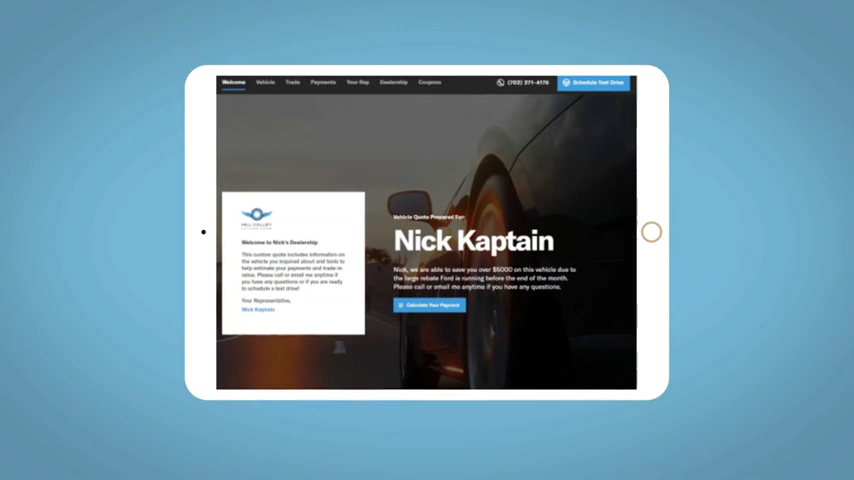 Welcome Vehicle Trade Payments Your Rep Dealership Coupons (702) 271-4175 Schedule Test Drive
HILL VALLEY
Welcome to Nick's Dealership
This custom quote includes information on
the vehicle you inquired about and tools to
help estimate your payments and trade-in
value. Please call or email me anytime if
you have any questions or if you are ready
to schedule a test drive!
Your Representative,
Nick Kaptain
Vehicle Quote Prepared For:
Nick Kaptain
Nick, we are able to save you over $6000 on this vehicle due to
the large rebate Ford is running before the end of the month.
Please call or email me anytime if you have any questions.
Calculate Your Payment